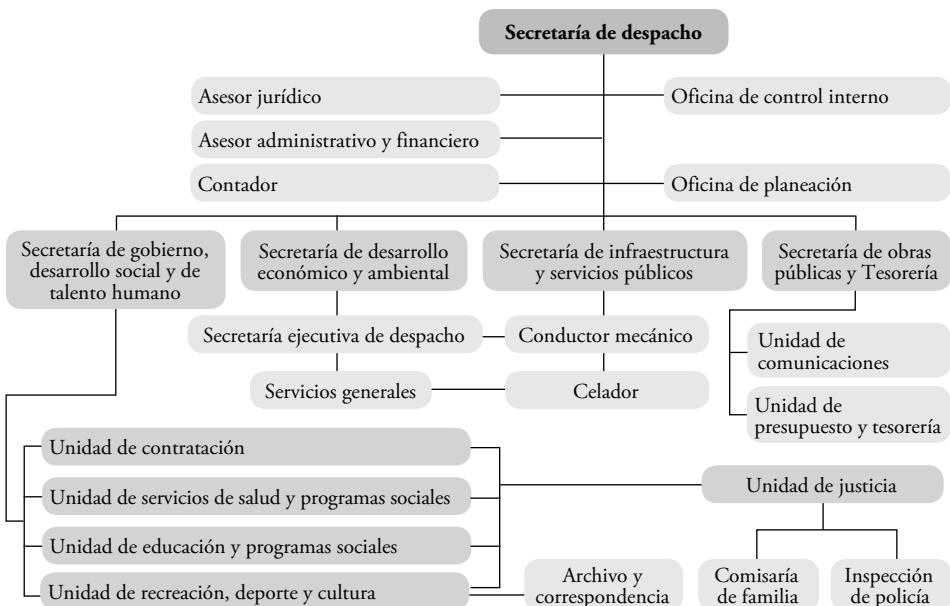 Secretaría de despacho
Asesor jurídico
Oficina de control interno
Asesor administrativo y financiero
Contador
Oficina de planeación
Secretaría de gobierno,
desarrollo social y de
talento humano
Secretaría de desarrollo
económico y ambiental
Secretaría de infraestructura
y servicios públicos
Secretaría de obras
públicas y Tesorería
Secretaría ejecutiva de despacho
Conductor mecánico
Unidad de
comunicaciones
Servicios generales
Celador
Unidad de
presupuesto y tesorería
Unidad de contratación
Unidad de servicios de salud y programas sociales
Unidad de justicia
Unidad de educación y programas sociales
Unidad de recreación, deporte y cultura
Archivo y
correspondencia
Comisaría
de familia
Inspección
de policía